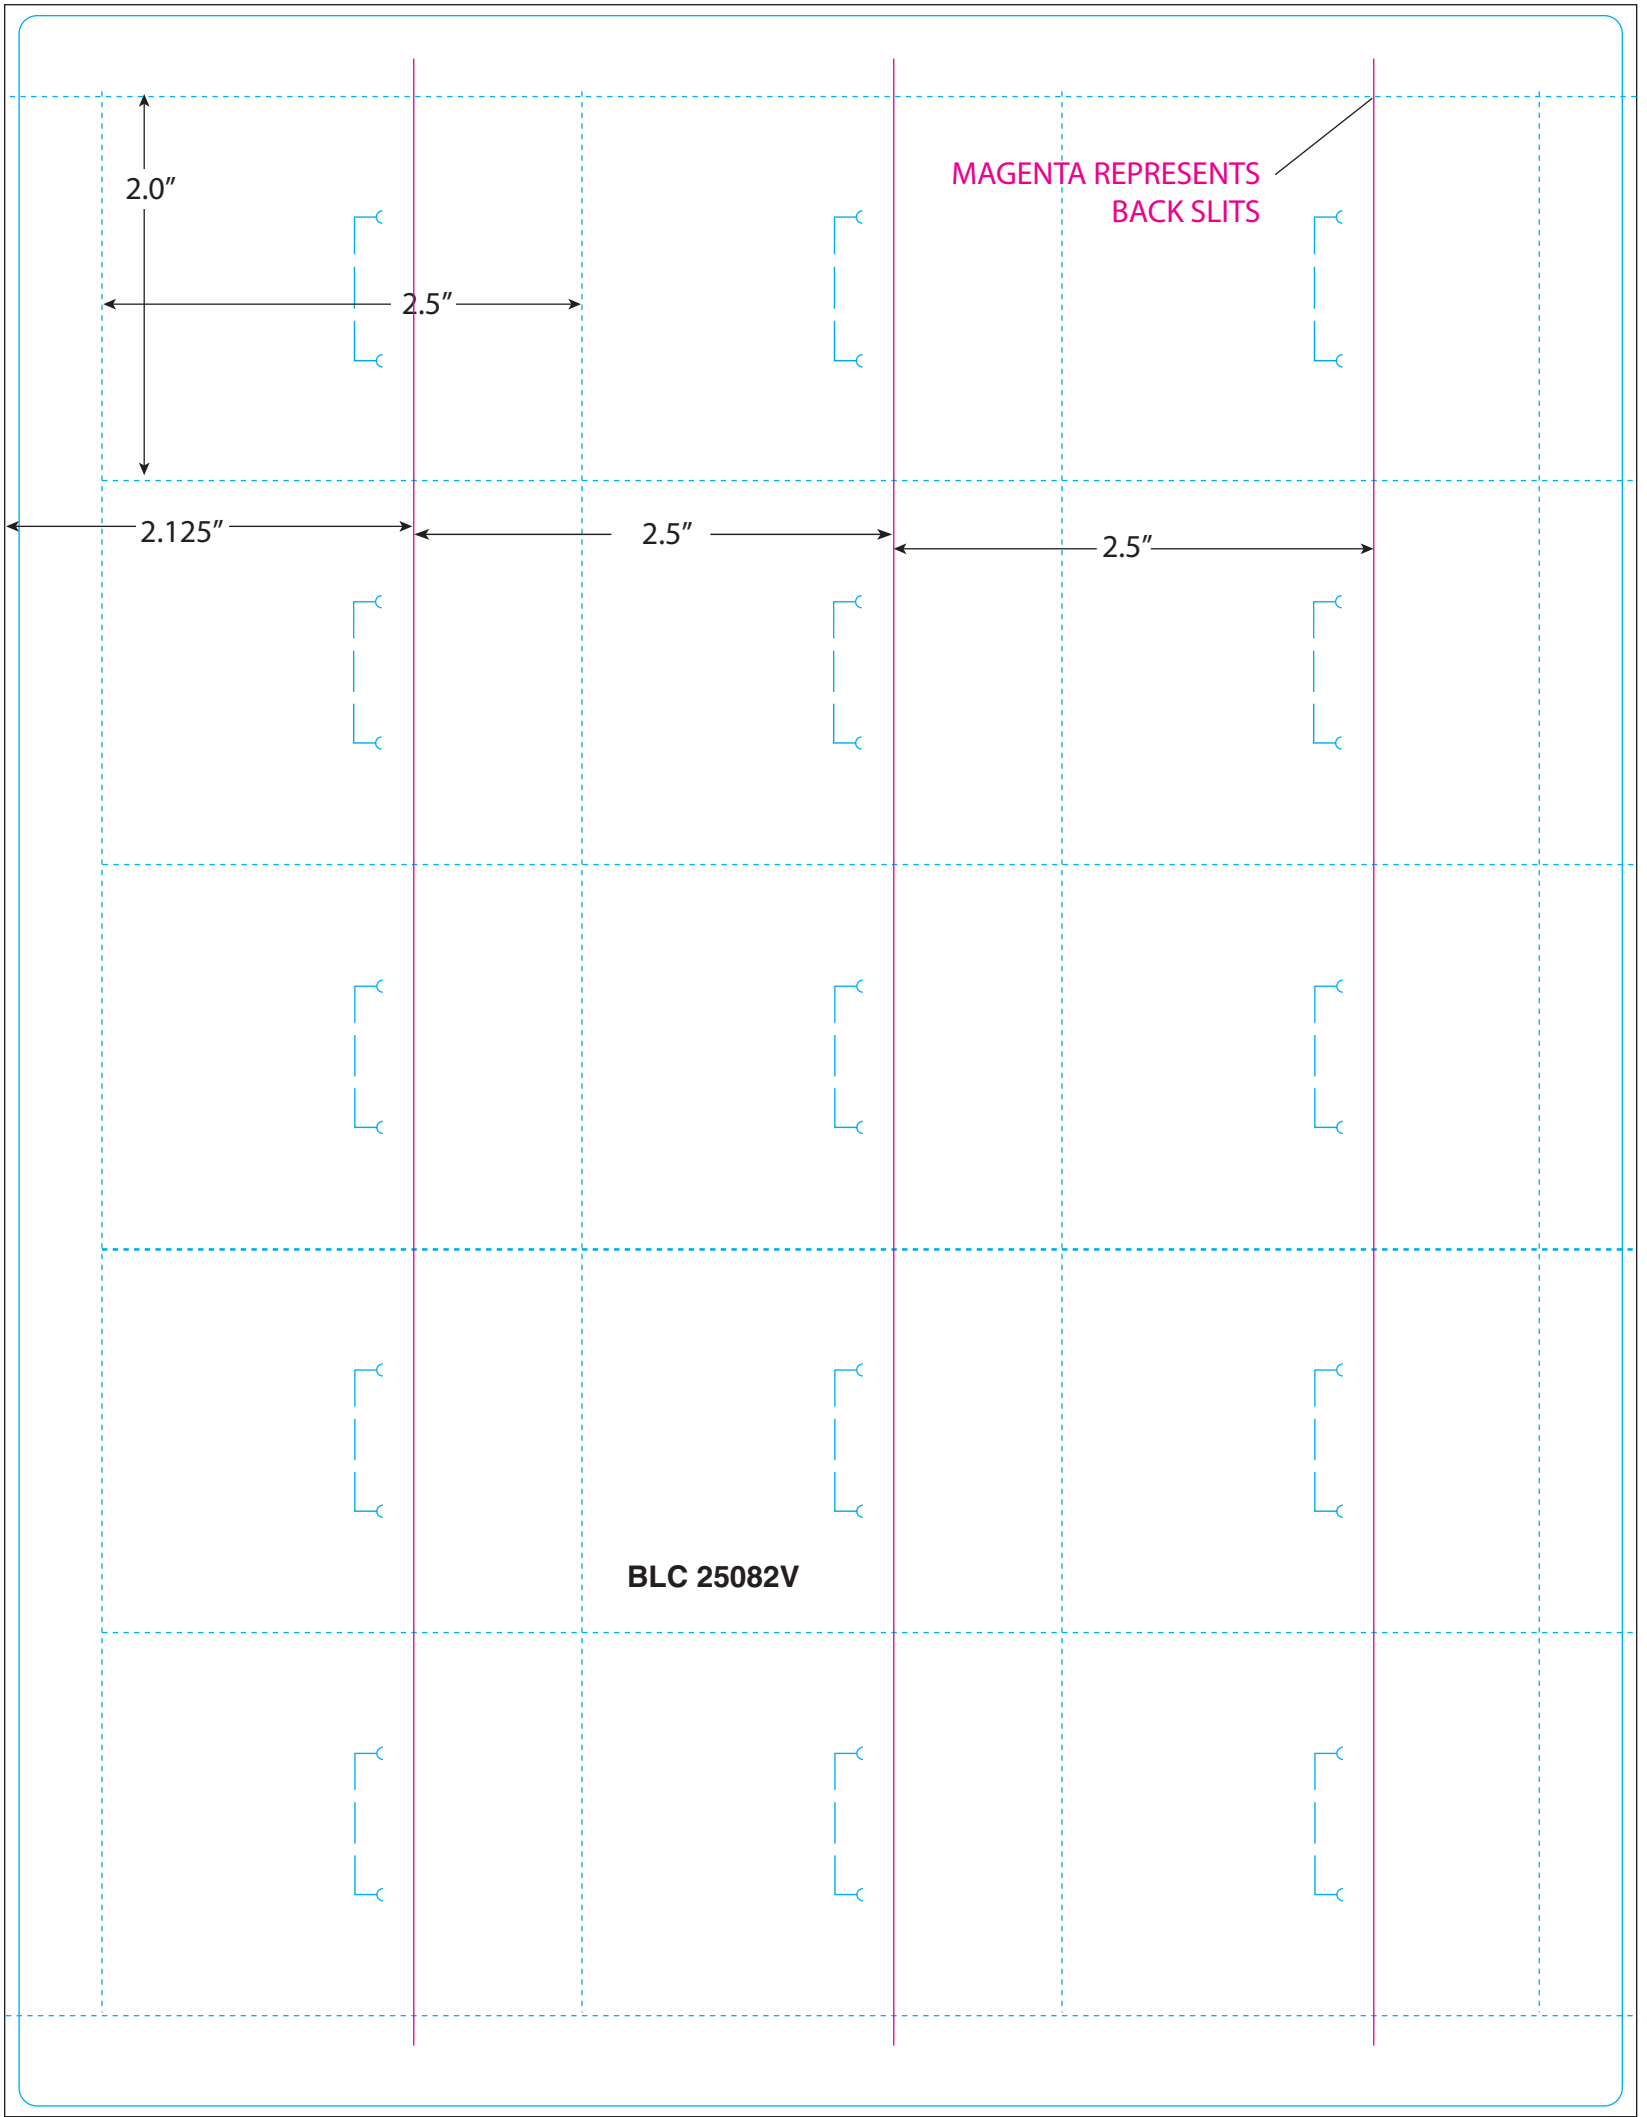 MAGENTA REPRESENTS
BACK SLITS
2.0″
2.5″
2.125″
2.5″
2.5″
BLC 25082V